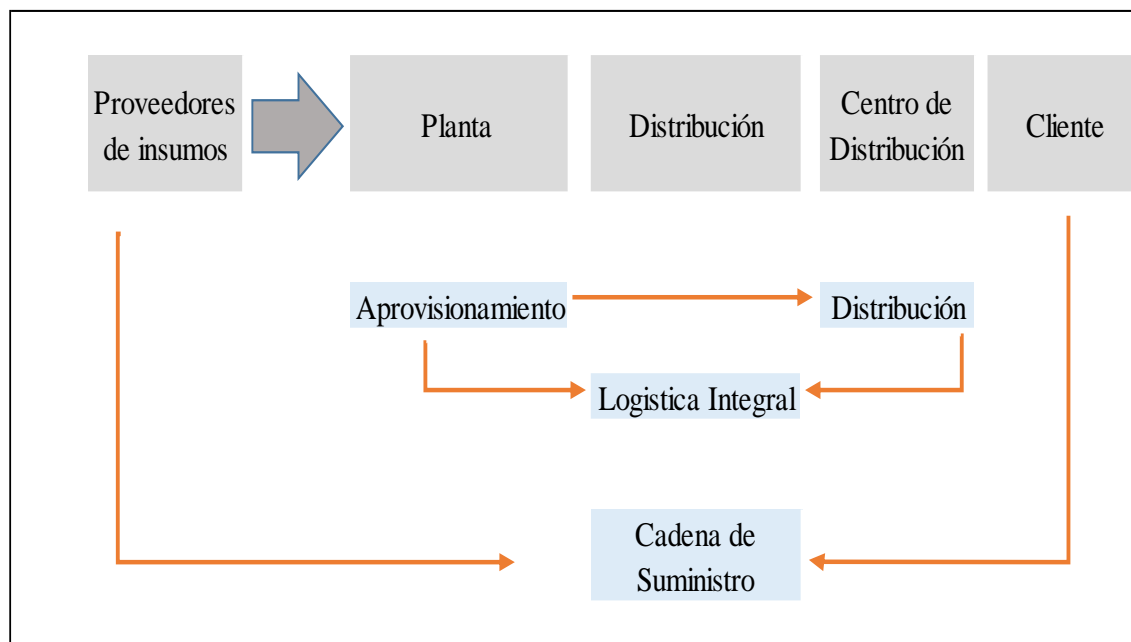 Proveedores
de insumos
Planta
Distribución
Centro de
Distribución
Cliente
Aprovisionamiento
Distribución
Logistica Integral
Cadena de
Suministro